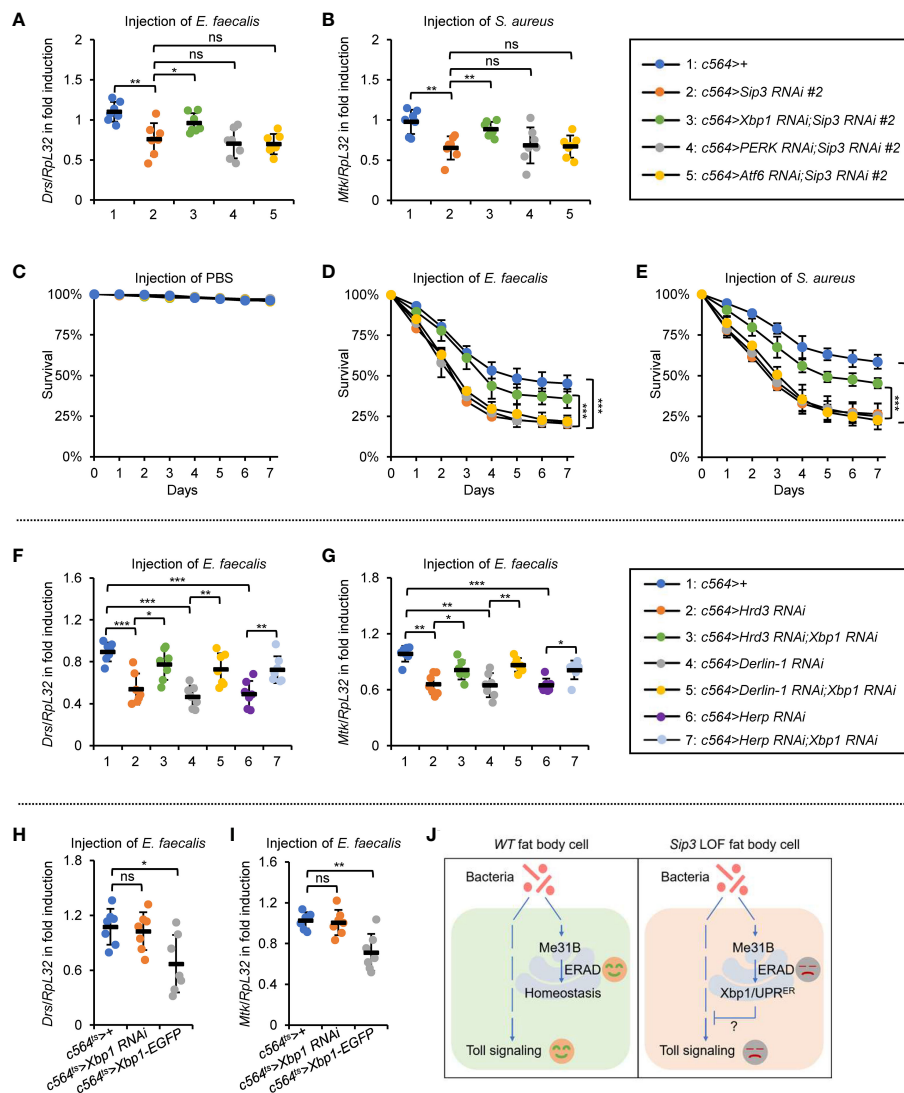 A
Injection of E. faecalis
Drs/RpL32 in fold induction
2
1.5
1
0.5
0
ns
ns
**
*
1 2 3 4 5
B
Injection of S. aureus
Mtk/RpL32 in fold induction
2
1.5
1
0.5
0
ns
ns
**
**
1 2 3 4 5
1: c564>+
2: c564>Sip3 RNAi #2
3: c564>Xbp1 RNAi;Sip3 RNAi #2
4: c564>PERK RNAi;Sip3 RNAi #2
5: c564>Atf6 RNAi;Sip3 RNAi #2
C
Injection of PBS
Survival
100%
75%
50%
25%
0%
0 1 2 3 4 5 6 7
Days
D
Injection of E. faecalis
Survival
100%
75%
50%
25%
0%
***
***
0 1 2 3 4 5 6 7
Days
E
Injection of S. aureus
Survival
100%
75%
50%
25%
0%
***
0 1 2 3 4 5 6 7
Days
F
Injection of E. faecalis
Drs/RpL32 in fold induction
1.6
1.2
0.8
0.4
0
***
***
**
***
*
**
1 2 3 4 5 6 7
G
Injection of E. faecalis
Mtk/RpL32 in fold induction
1.8
1.2
0.6
0
***
**
**
**
*
*
1 2 3 4 5 6 7
1: c564>+
2: c564>Hrd3 RNAi
3: c564>Hrd3 RNAi;Xbp1 RNAi
4: c564>Derlin-1 RNAi
5: c564>Derlin-1 RNAi;Xbp1 RNAi
6: c564>Herp RNAi
7: c564>Herp RNAi;Xbp1 RNAi
H
Injection of E. faecalis
Drs/RpL32 in fold induction
1.8
1.2
0.6
0
*
ns
c564ts>+
c564ts>Xbp1 RNAi
c564ts>Xbp1-EGFP
I
Injection of E. faecalis
Mtk/RpL32 in fold induction
1.6
1.2
0.8
0.4
0
**
ns
c564ts>+
c564ts>Xbp1 RNAi
c564ts>Xbp1-EGFP
J
WT fat body cell
Bacteria
Me31B
ERAD
Homeostasis
Toll signaling
Sip3 LOF fat body cell
Bacteria
Me31B
ERAD
Xbp1/UPRER
?
Toll signaling